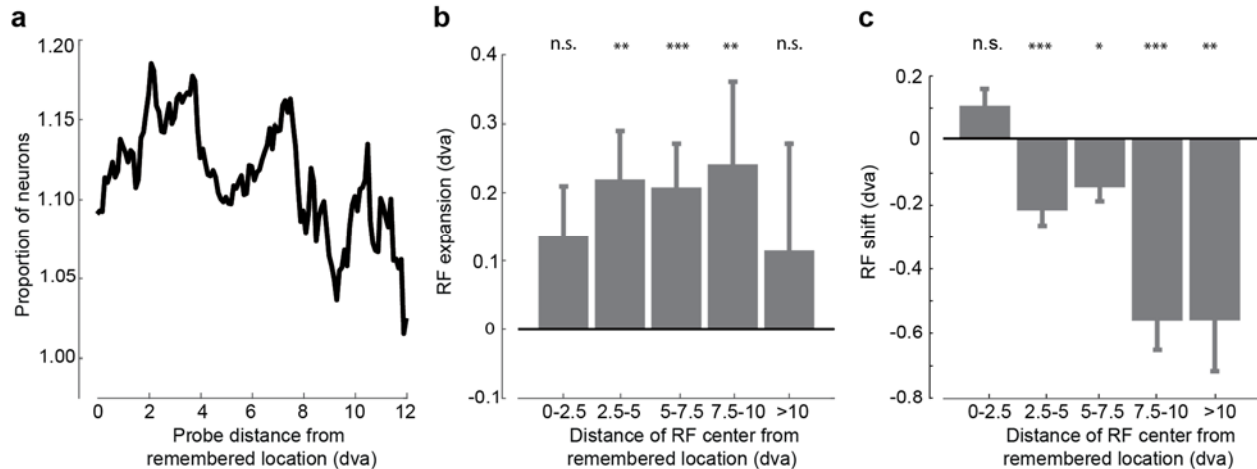 a
1.20
1.15
1.10
1.05
1.00
Proportion of neurons
0 2 4 6 8 10 12
Probe distance from
remembered location (dva)
b
n.s. ** *** ** n.s.
0.4
0.3
0.2
0.1
0
-0.1
RF expansion (dva)
0-2.5 2.5-5 5-7.5 7.5-10 >10
Distance of RF center from
remembered location (dva)
c
n.s. *** * *** **
0.2
0
-0.2
-0.4
-0.6
-0.8
RF shift (dva)
0-2.5 2.5-5 5-7.5 7.5-10 >10
Distance of RF center from
remembered location (dva)